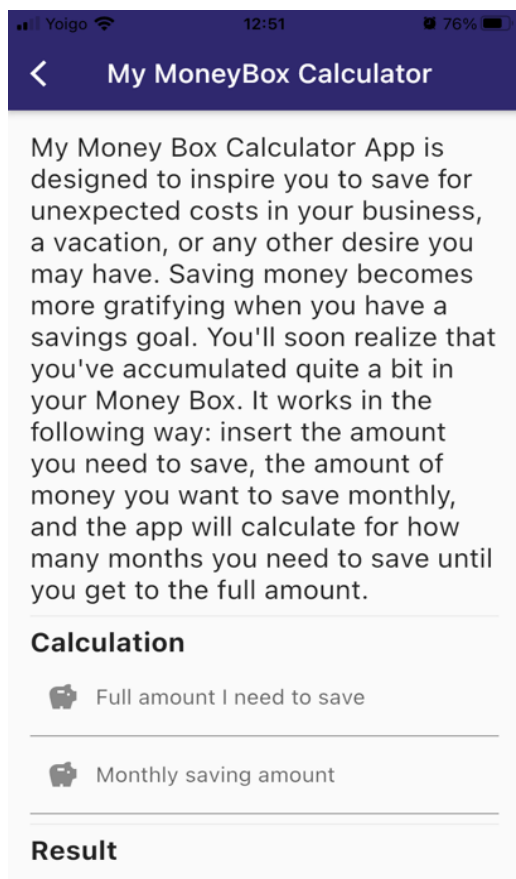 Yoigo 12:51 76%
My MoneyBox Calculator
My Money Box Calculator App is
designed to inspire you to save for
unexpected costs in your business,
a vacation, or any other desire you
may have. Saving money becomes
more gratifying when you have a
savings goal. You'll soon realize that
you've accumulated quite a bit in
your Money Box. It works in the
following way: insert the amount
you need to save, the amount of
money you want to save monthly,
and the app will calculate for how
many months you need to save until
you get to the full amount.
Calculation
Full amount I need to save
Monthly saving amount
Result